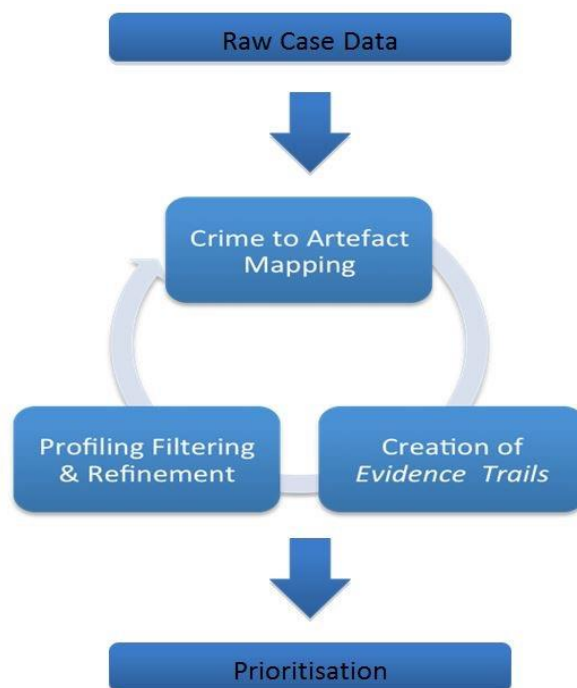 Raw Case Data
Crime to Artefact
Mapping
Profiling Filtering
& Refinement
Creation of
Evidence Trails
Prioritisation